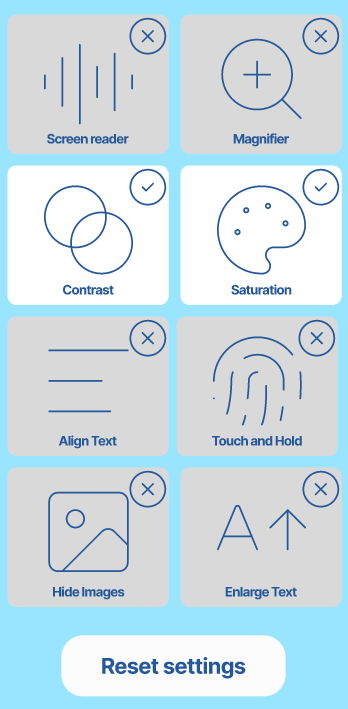 Screen reader
Magnifier
Contrast
Saturation
Align Text
Touch and Hold
Hide Images
A
Enlarge Text
Reset settings